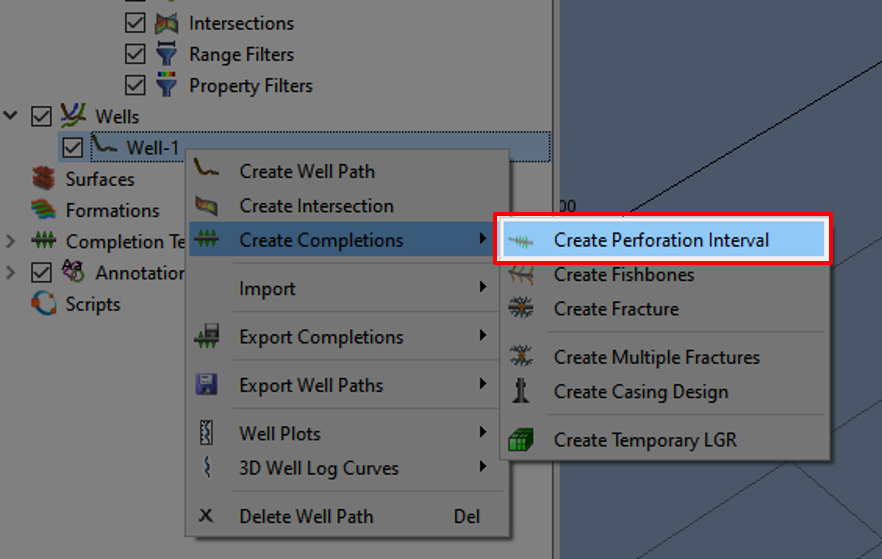 Intersections
Range Filters
Property Filters
Wells
Well-1
Surfaces
Formations
Completion Te
Annotation
Scripts
Create Well Path
Create Intersection
Create Completions
Import
Export Completions
Export Well Paths
Well Plots
3D Well Log Curves
Delete Well Path Del
00
Create Perforation Interval
Create Fishbones
Create Fracture
Create Multiple Fractures
Create Casing Design
Create Temporary LGR